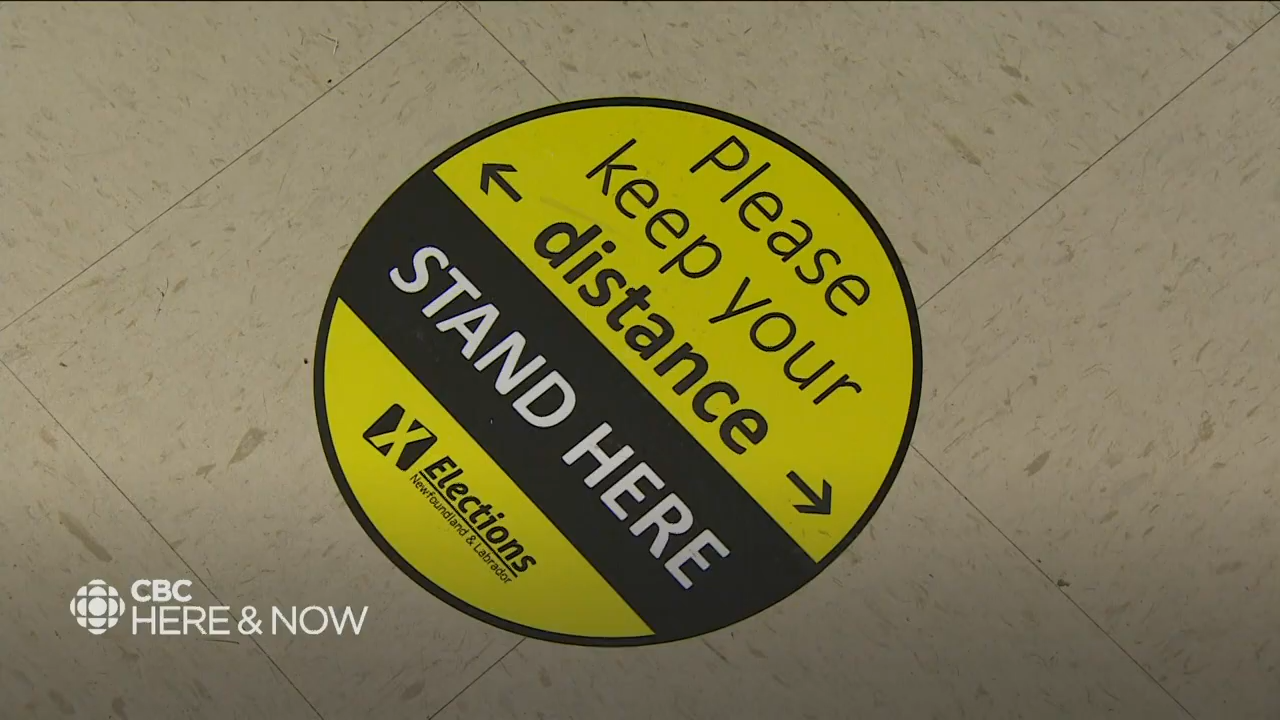 Please
keep your
← distance →
STAND HERE
X Elections
Newfoundland & Labrador
CBC
HERE & NOW